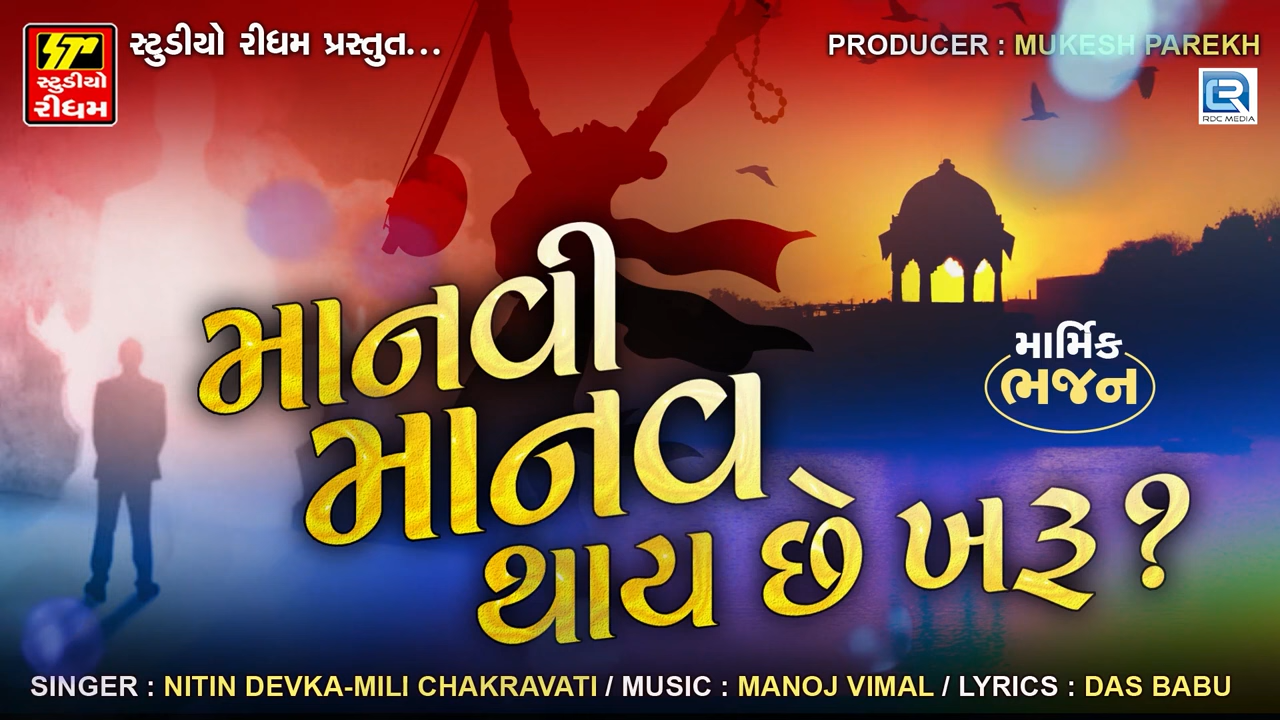 સ્ટુડીયો રીધમ પ્રસ્તુત...
PRODUCER : MUKESH PAREKH
ST
સ્ટુડીયો
રીધમ
RDC MEDIA
માનવી
માનવ
થાય છે ખરૂ ?
માર્મિક
ભજન
SINGER : NITIN DEVKA-MILI CHAKRAVATI / MUSIC : MANOJ VIMAL / LYRICS : DAS BABU